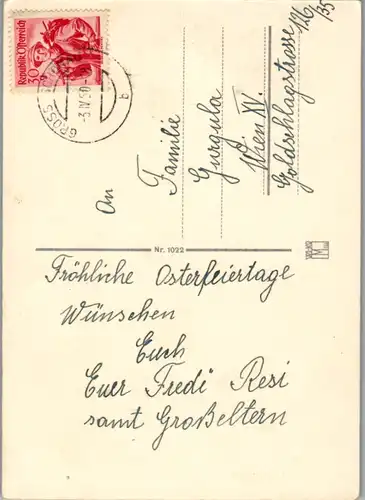 Republik Österreich
30
GROSS
-3.IV.50-
b
An
Familie
Gurgula
Wien XV.
Goldschlagstrasse 126/35
Nr. 1022
Fröhliche Osterfeiertage
Wünschen
Euch
Euer Fredi Resi
samt Großeltern